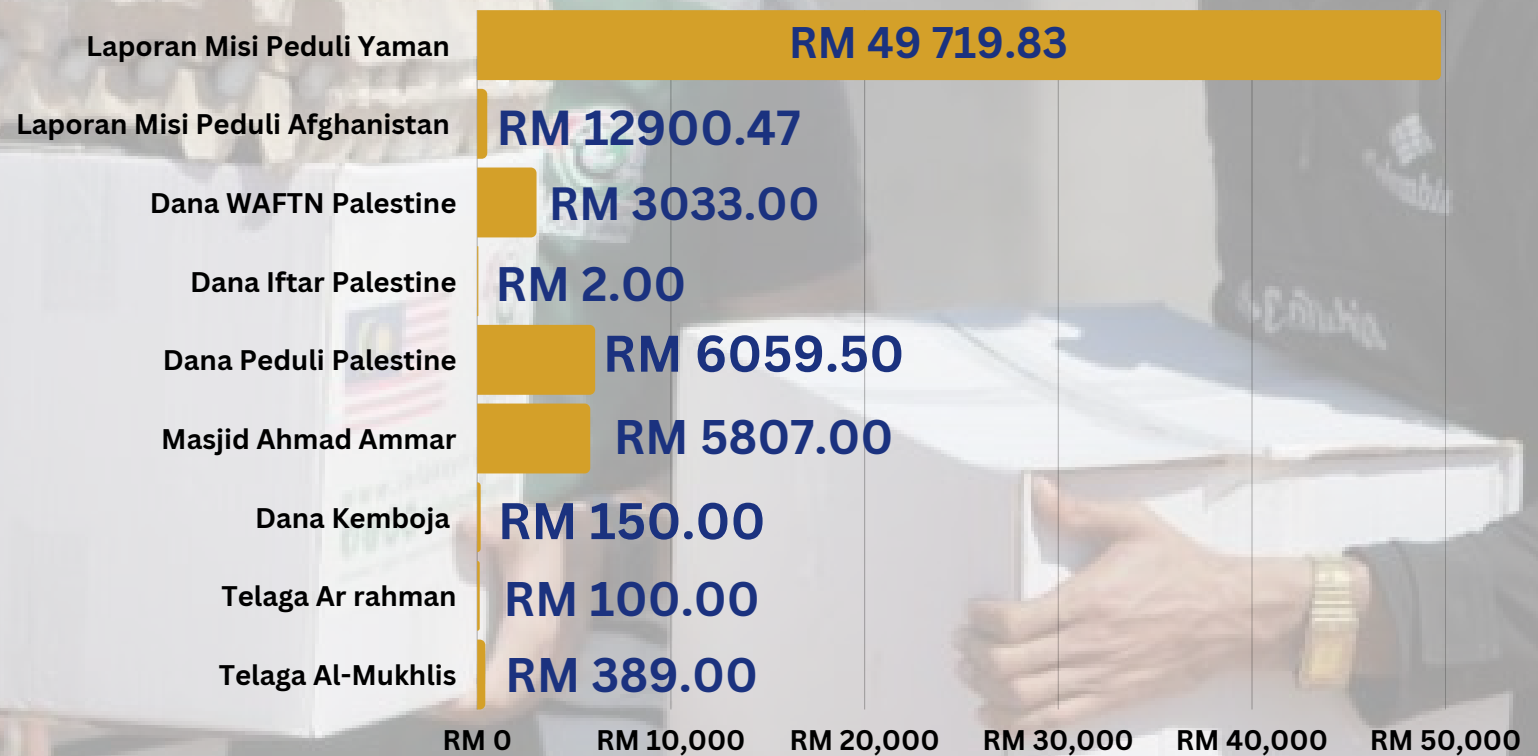 Laporan Misi Peduli Yaman RM 49 719.83
Laporan Misi Peduli Afghanistan RM 12900.47
Dana WAFTN Palestine RM 3033.00
Dana Iftar Palestine RM 2.00
Dana Peduli Palestine RM 6059.50
Masjid Ahmad Ammar RM 5807.00
Dana Kemboja RM 150.00
Telaga Ar rahman RM 100.00
Telaga Al-Mukhlis RM 389.00
RM 0 RM 10,000 RM 20,000 RM 30,000 RM 40,000 RM 50,000